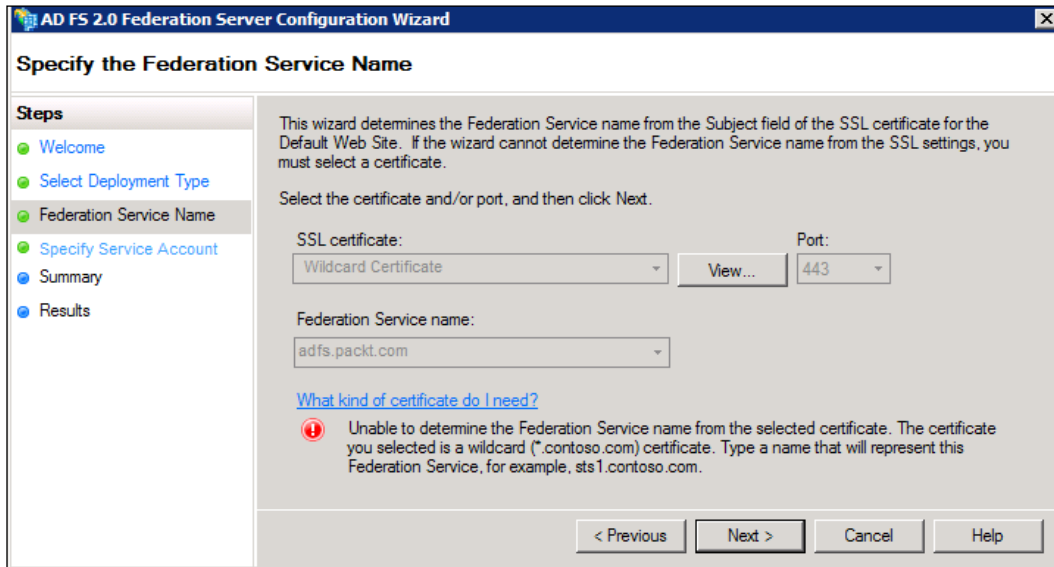 AD FS 2.0 Federation Server Configuration Wizard
Specify the Federation Service Name
Steps
Welcome
Select Deployment Type
Federation Service Name
Specify Service Account
Summary
Results
This wizard determines the Federation Service name from the Subject field of the SSL certificate for the
Default Web Site. If the wizard cannot determine the Federation Service name from the SSL settings, you
must select a certificate.
Select the certificate and/or port, and then click Next.
SSL certificate:
Port:
Wildcard Certificate
View...
443
Federation Service name:
adfs.packt.com
What kind of certificate do I need?
Unable to determine the Federation Service name from the selected certificate. The certificate
you selected is a wildcard (*.contoso.com) certificate. Type a name that will represent this
Federation Service, for example, sts1.contoso.com.
< Previous
Next >
Cancel
Help